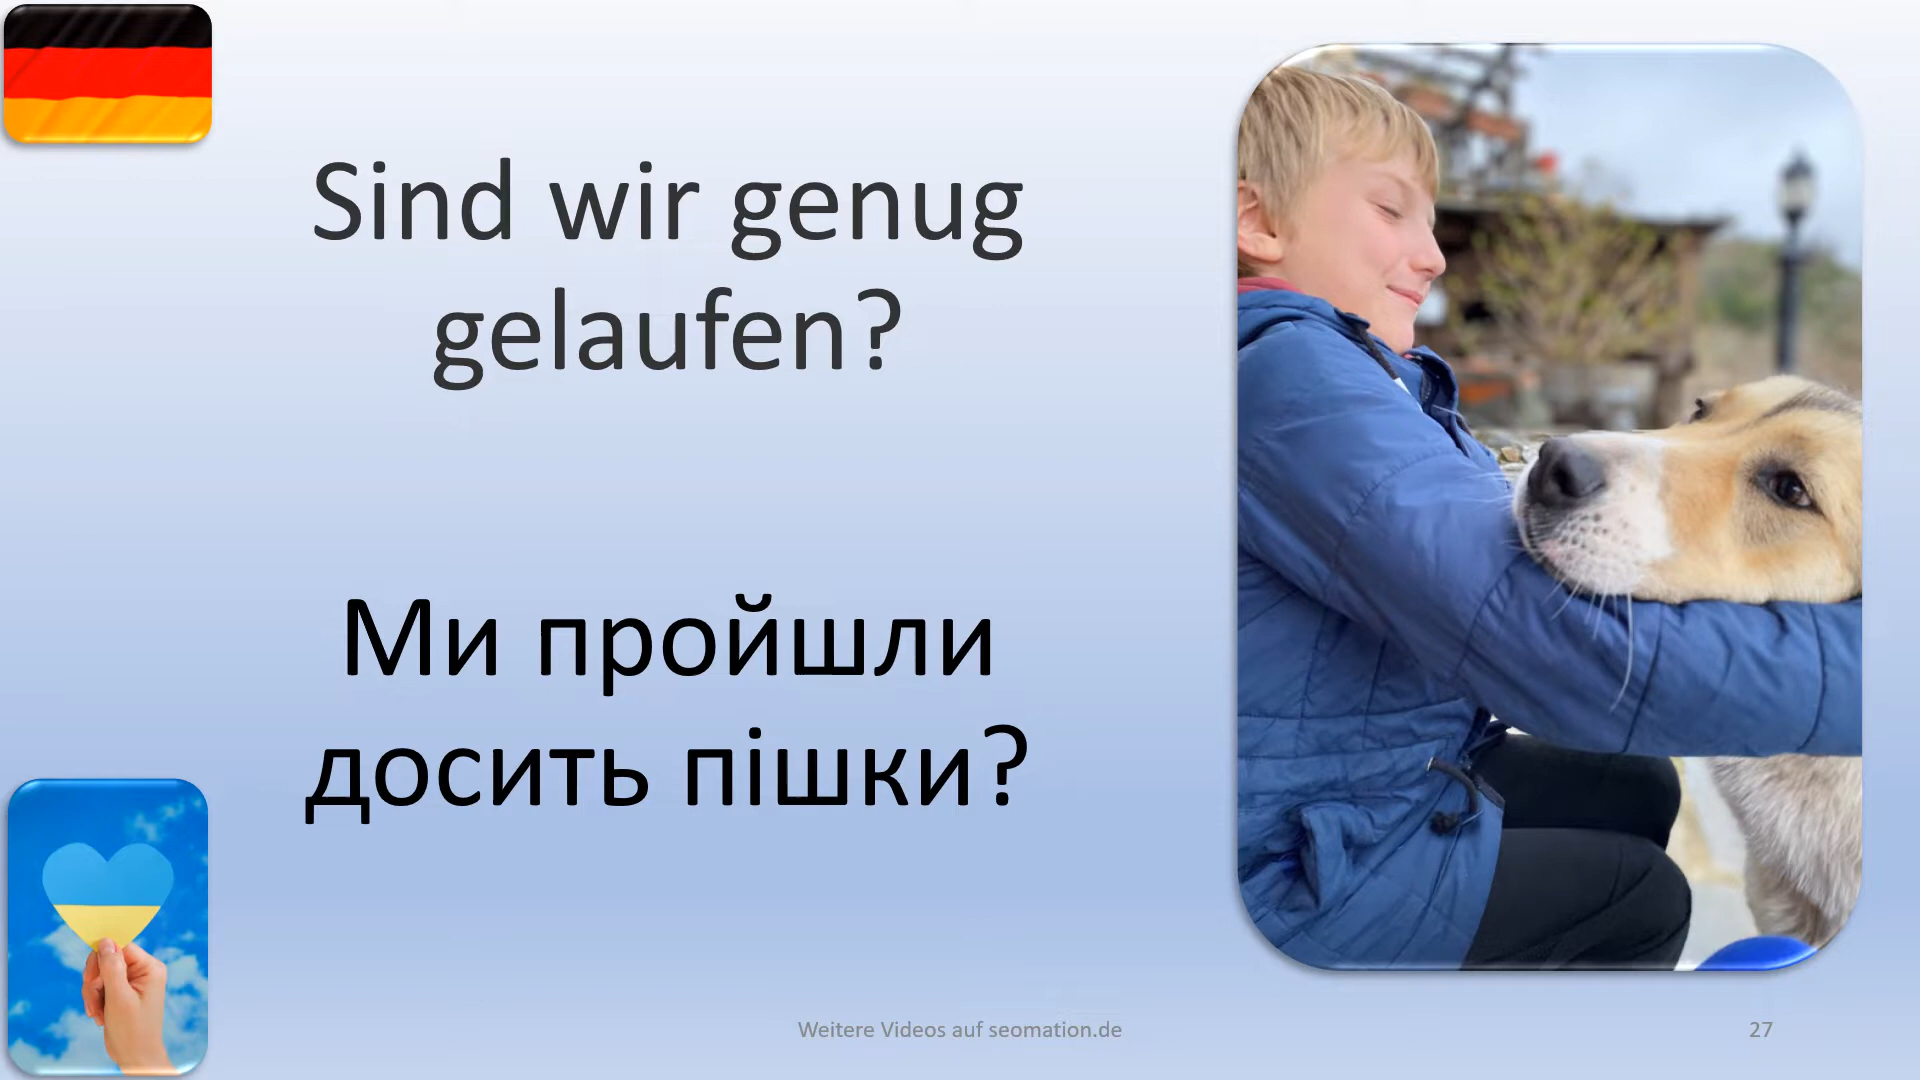 Sind wir genug
gelaufen?
Ми пройшли
досить пішки?
Weitere Videos auf seomation.de
27